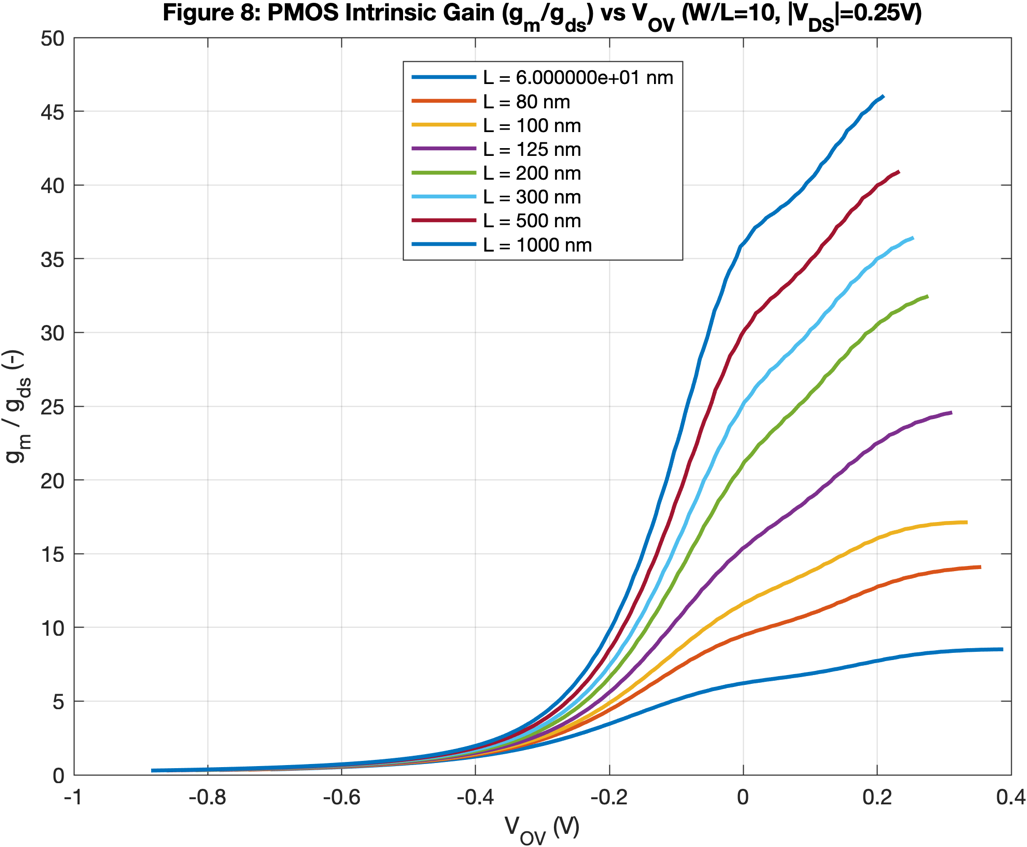 Figure 8: PMOS Intrinsic Gain (gm/gds) vs VOV (W/L=10, |VDS|=0.25V)
50
45
40
35
30
25
20
15
10
5
0
gm / gds (-)
L = 6.000000e+01 nm
L = 80 nm
L = 100 nm
L = 125 nm
L = 200 nm
L = 300 nm
L = 500 nm
L = 1000 nm
-1 -0.8 -0.6 -0.4 -0.2 0 0.2 0.4
VOV (V)